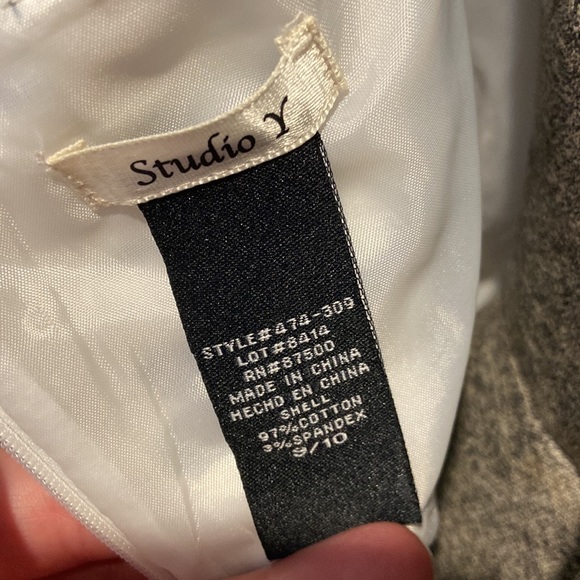 Studio Y
STYLE#474-309
LOT#8414
RN#87500
MADE IN CHINA
HECHO EN CHINA
SHELL
97%COTTON
3%SPANDEX
9/10